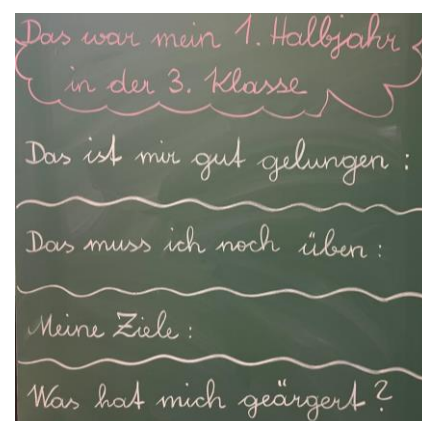 Das war mein 1. Halbjahr
in der 3. Klasse
Das ist mir gut gelungen :
Das muss ich noch üben :
Meine Ziele :
Was hat mich geärgert ?